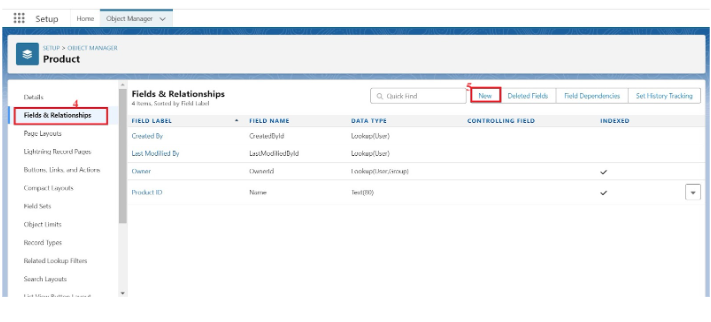 Setup Home Object Manager
SETUP > OBJECT MANAGER
Product
Details
4
Fields & Relationships
Page Layouts
Lightning Record Pages
Buttons, Links, and Actions
Compact Layouts
Field Sets
Object Limits
Record Types
Related Lookup Filters
Search Layouts
List View Button Layout
Fields & Relationships
4 Items, Sorted by Field Label
Quick Find
5
New Deleted Fields Field Dependencies Set History Tracking
FIELD LABEL FIELD NAME DATA TYPE CONTROLLING FIELD INDEXED
Created By CreatedById Lookup(User)
Last Modified By LastModifiedById Lookup(User)
Owner OwnerId Lookup(User,Group)
Product ID Name Text(80)